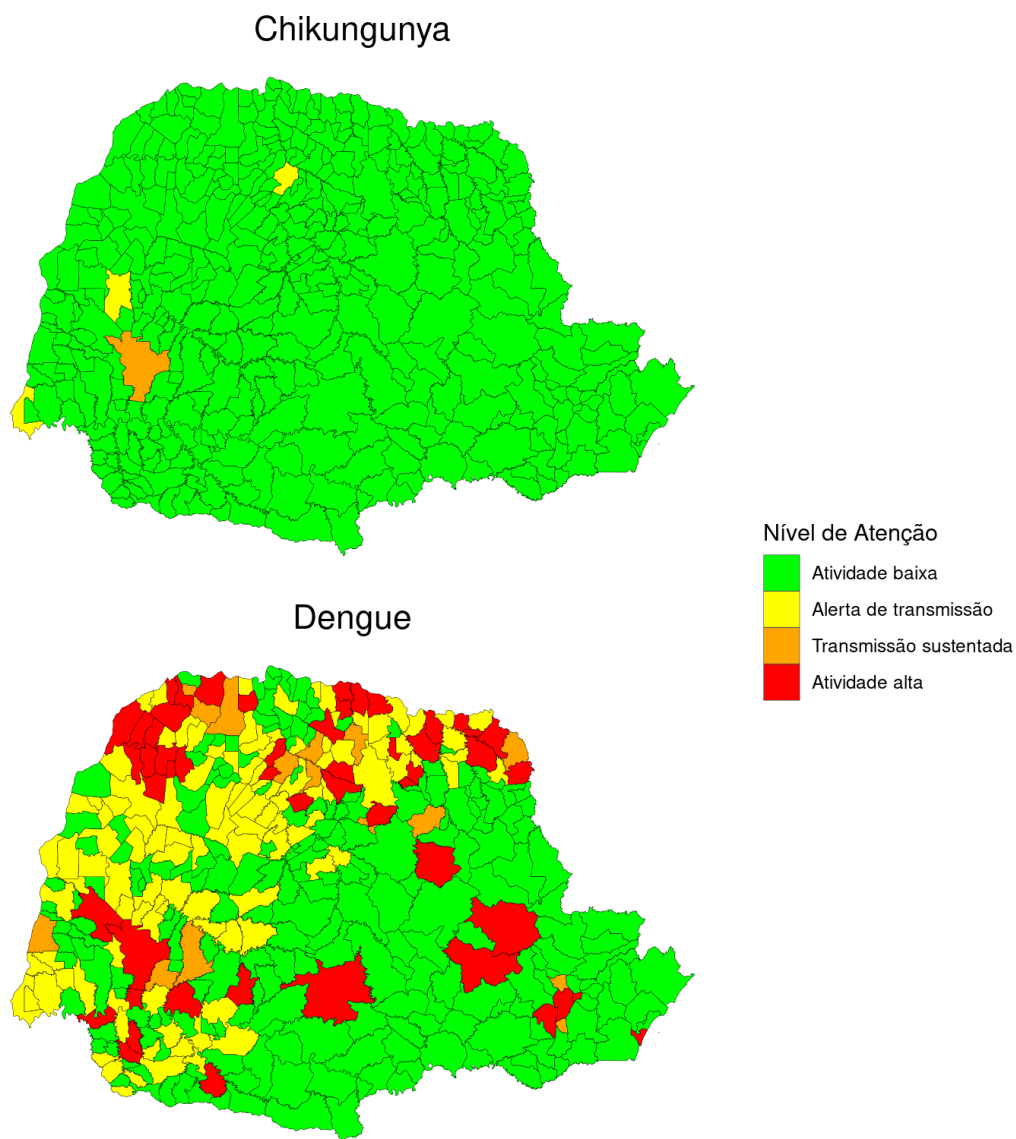 Chikungunya
Nível de Atenção
Atividade baixa
Alerta de transmissão
Transmissão sustentada
Atividade alta
Dengue